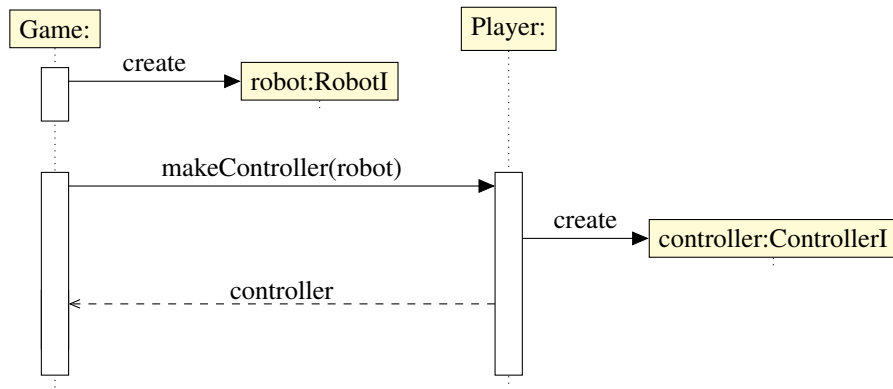 Game:
Player:
create
robot:RobotI
makeController(robot)
create
controller:ControllerI
controller